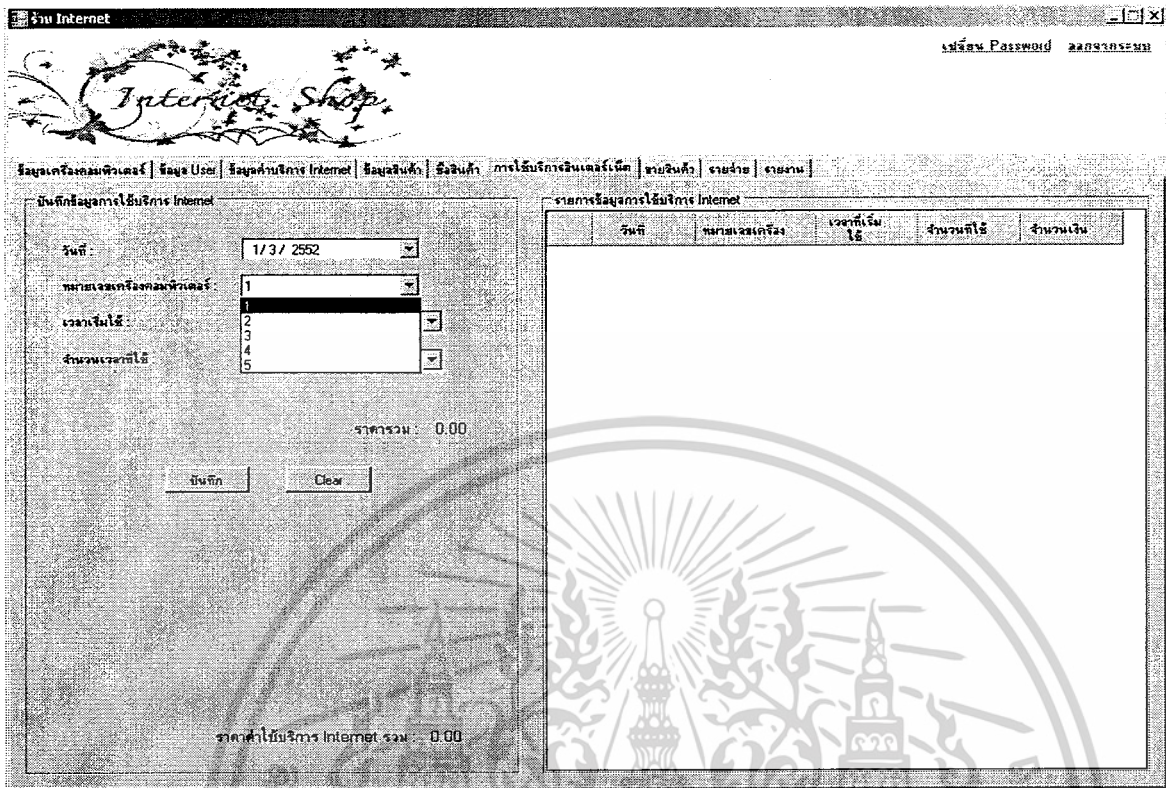 ร้าน Internet
เปลี่ยน Password ออกจากระบบ
Internet Shop
ข้อมูลเครื่องคอมพิวเตอร์ ข้อมูล User ข้อมูลค่าบริการ Internet ข้อมูลสินค้า ซื้อสินค้า การใช้บริการอินเตอร์เน็ต ขายสินค้า รายจ่าย รายงาน
บันทึกข้อมูลการใช้บริการ Internet
วันที่ : 1/ 3 / 2552
หมายเลขเครื่องคอมพิวเตอร์ : 1
1
เวลาเริ่มใช้ : 2
3
4
จำนวนเวลาที่ใช้ 5
ราคารวม : 0.00
บันทึก Clear
ราคาค่าใช้บริการ Internet รวม : 0.00
รายการข้อมูลการใช้บริการ Internet
วันที่ หมายเลขเครื่อง เวลาที่เริ่มใช้ จำนวนที่ใช้ จำนวนเงิน